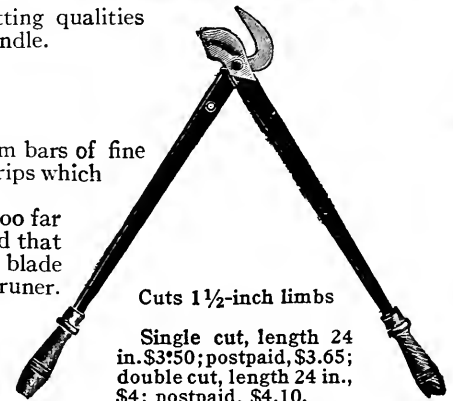 tting qualities
ndle.
m bars of fine
rips which
oo far
d that
blade
runer.
Cuts 1½-inch limbs
Single cut, length 24
in.$3.50; postpaid, $3.65;
double cut, length 24 in.,
$4; postpaid, $4.10.